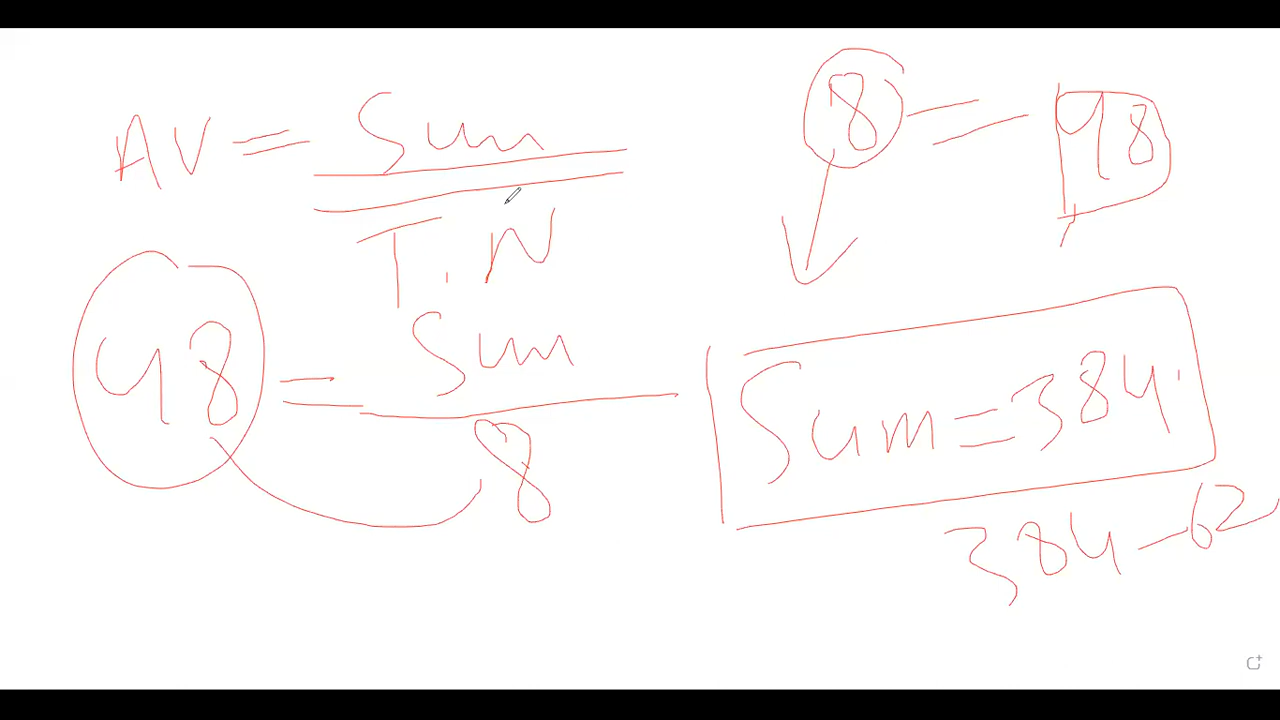 AV = Sum
T.N
8 = 48
48 = Sum
8
Sum = 384.
384 - 62